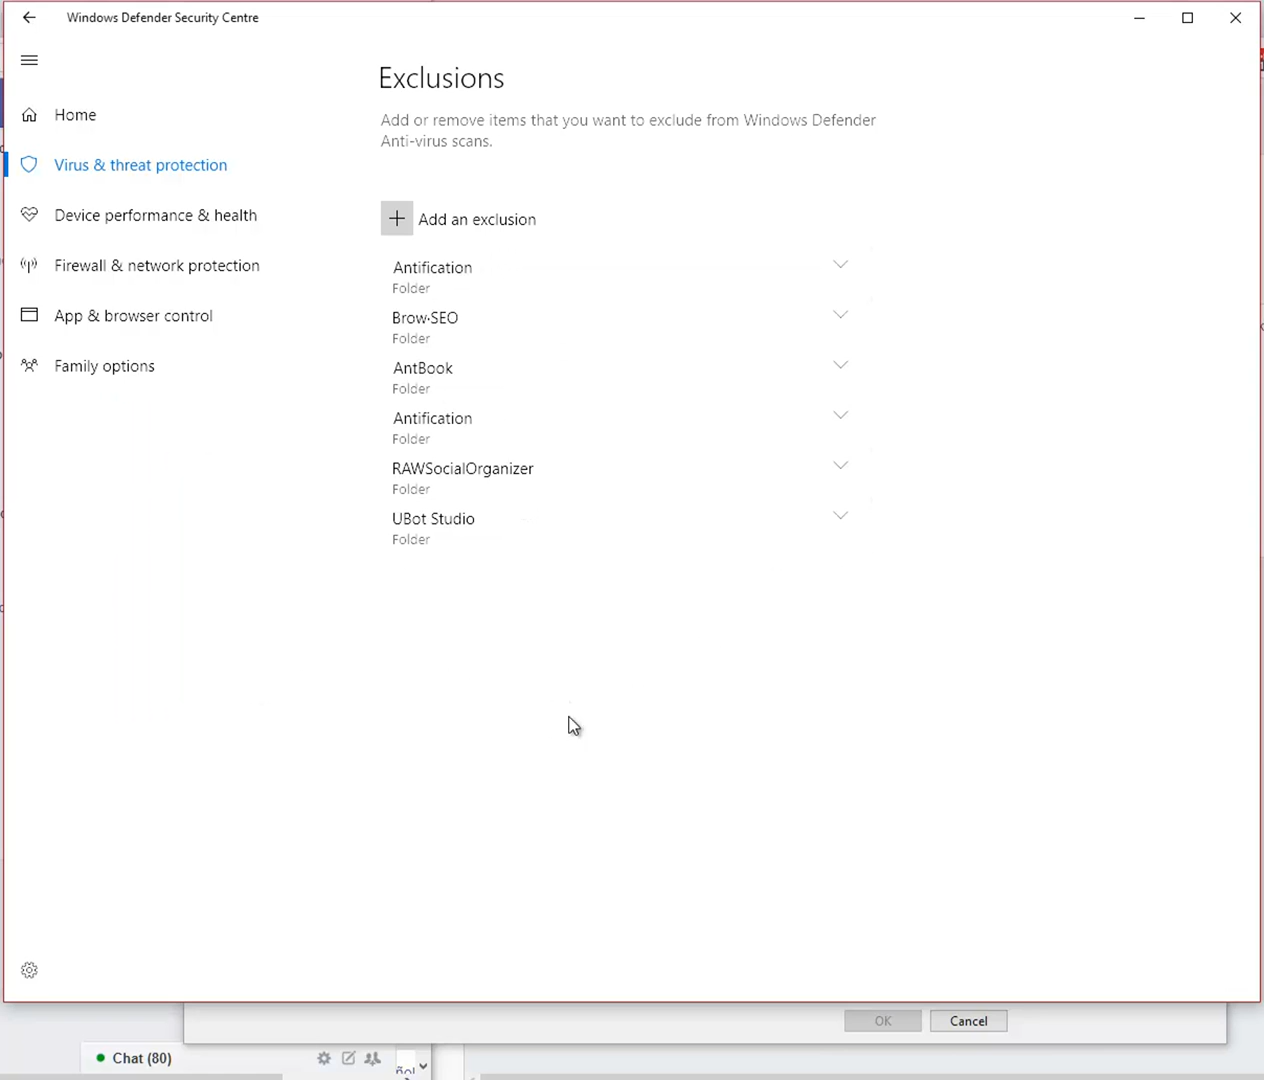 Windows Defender Security Centre
Home
Virus & threat protection
Device performance & health
Firewall & network protection
App & browser control
Family options
Exclusions
Add or remove items that you want to exclude from Windows Defender
Anti-virus scans.
Add an exclusion
Antification
Folder
Brow·SEO
Folder
AntBook
Folder
Antification
Folder
RAWSocialOrganizer
Folder
UBot Studio
Folder
OK
Cancel
Chat (80)